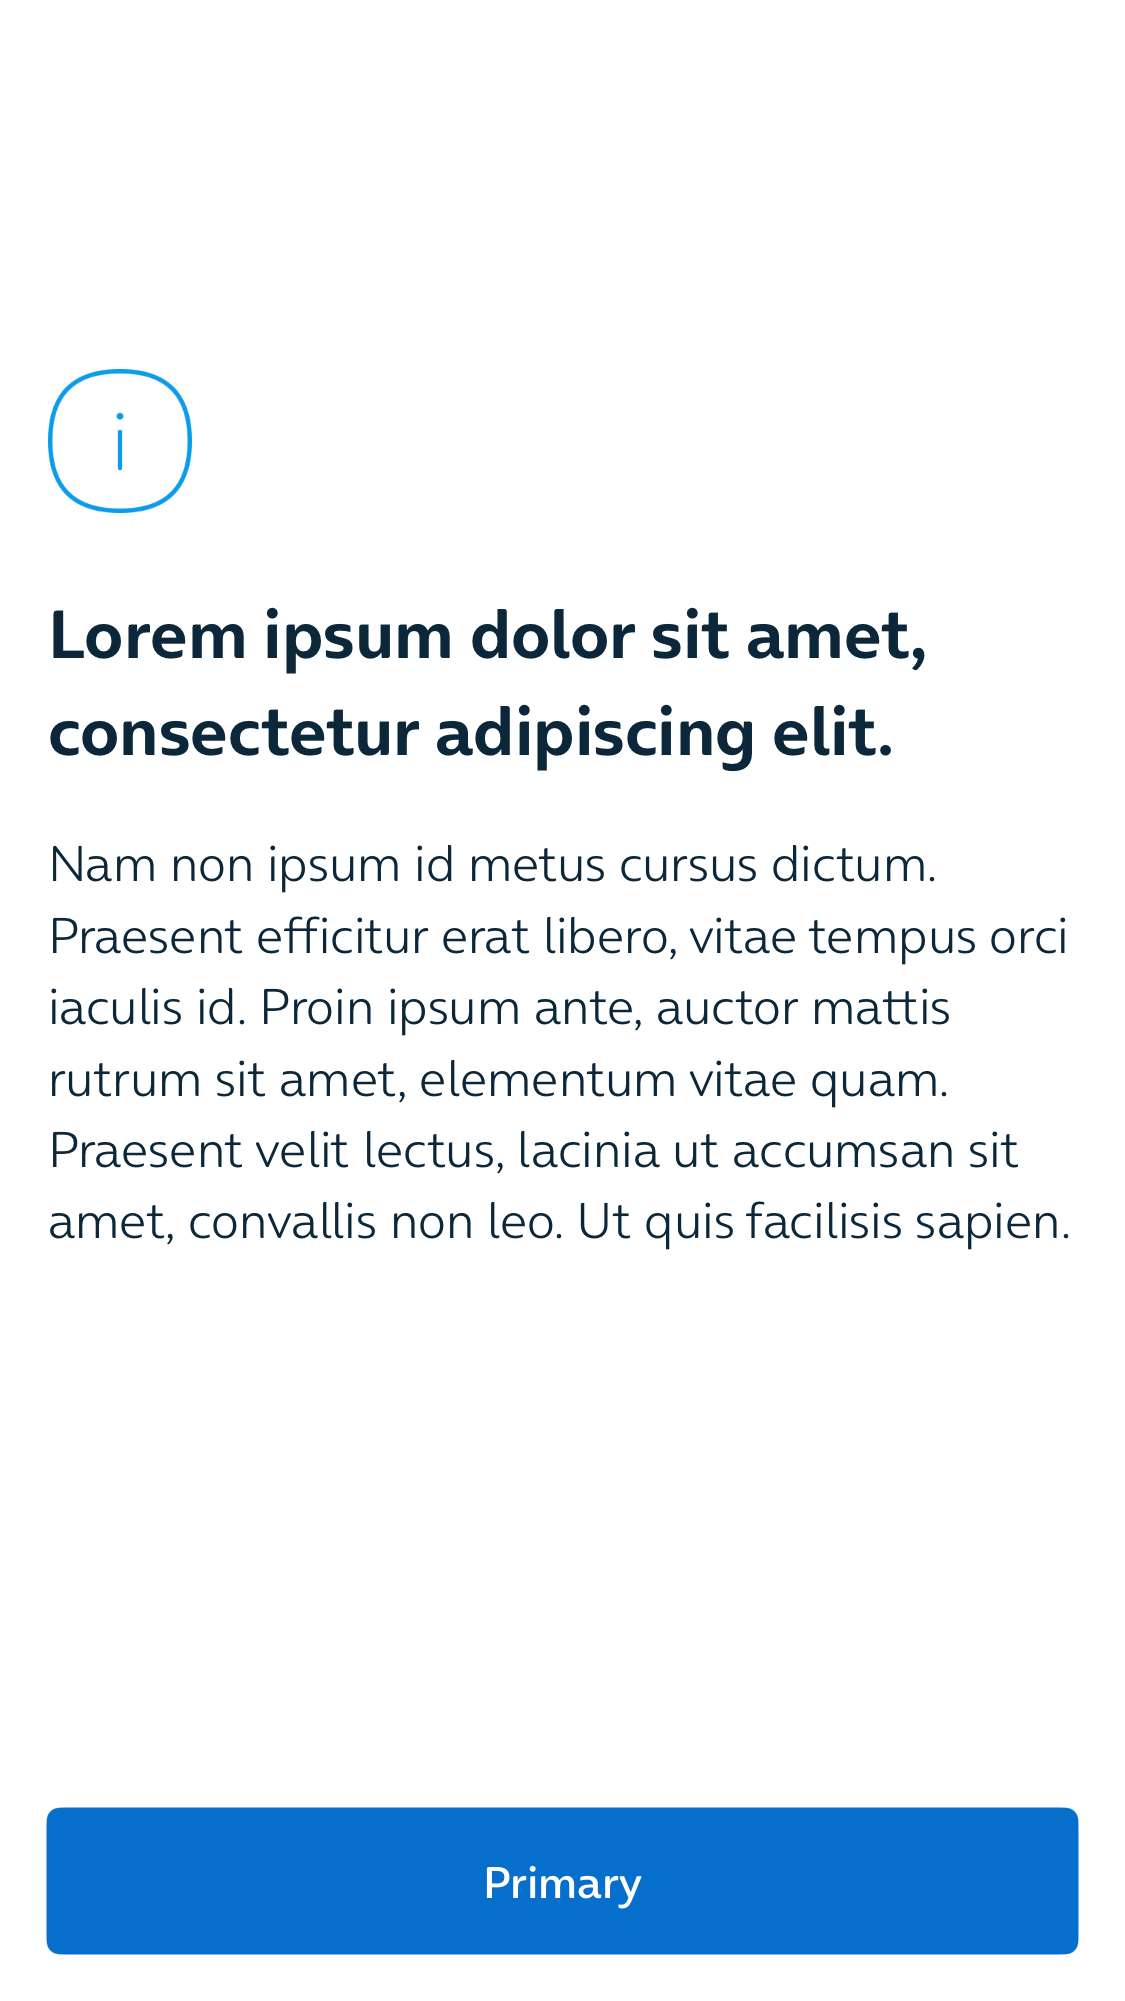 i
Lorem ipsum dolor sit amet,
consectetur adipiscing elit.
Nam non ipsum id metus cursus dictum.
Praesent efficitur erat libero, vitae tempus orci
iaculis id. Proin ipsum ante, auctor mattis
rutrum sit amet, elementum vitae quam.
Praesent velit lectus, lacinia ut accumsan sit
amet, convallis non leo. Ut quis facilisis sapien.
Primary